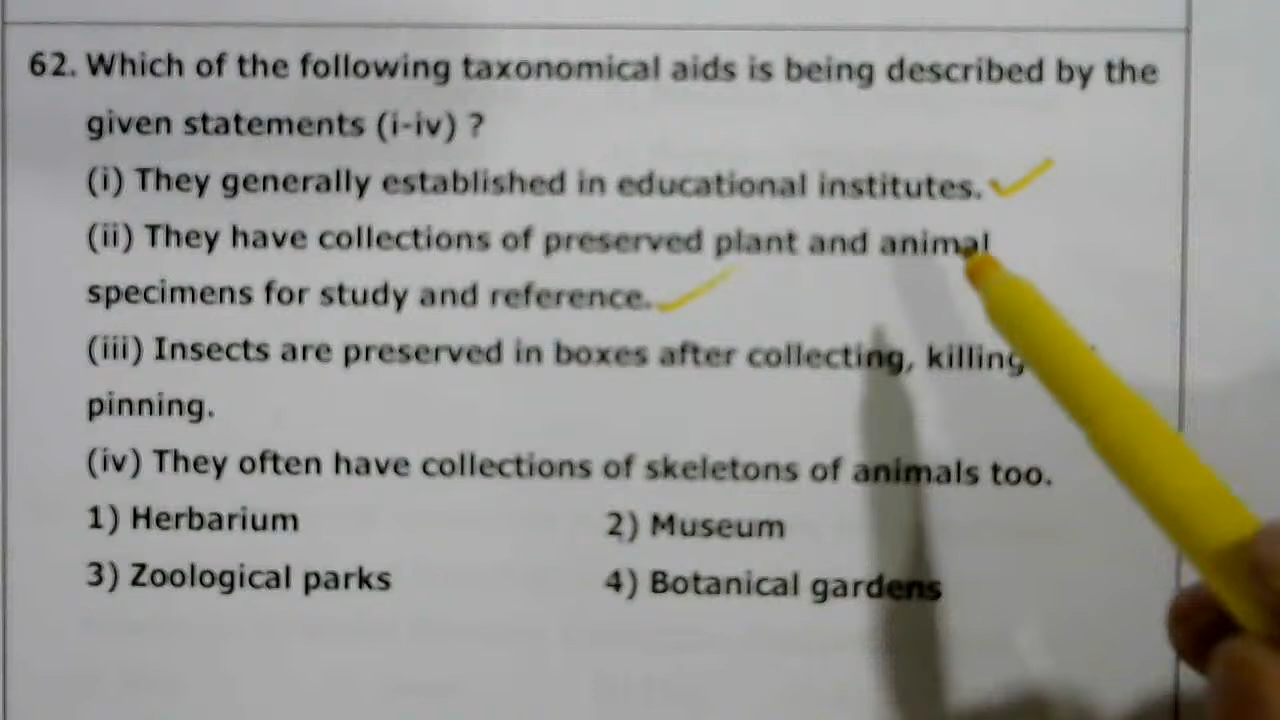 62. Which of the following taxonomical aids is being described by the
given statements (i-iv) ?
(i) They generally established in educational institutes.
(ii) They have collections of preserved plant and animal
specimens for study and reference.
(iii) Insects are preserved in boxes after collecting, killing
pinning.
(iv) They often have collections of skeletons of animals too.
1) Herbarium 2) Museum
3) Zoological parks 4) Botanical gardens